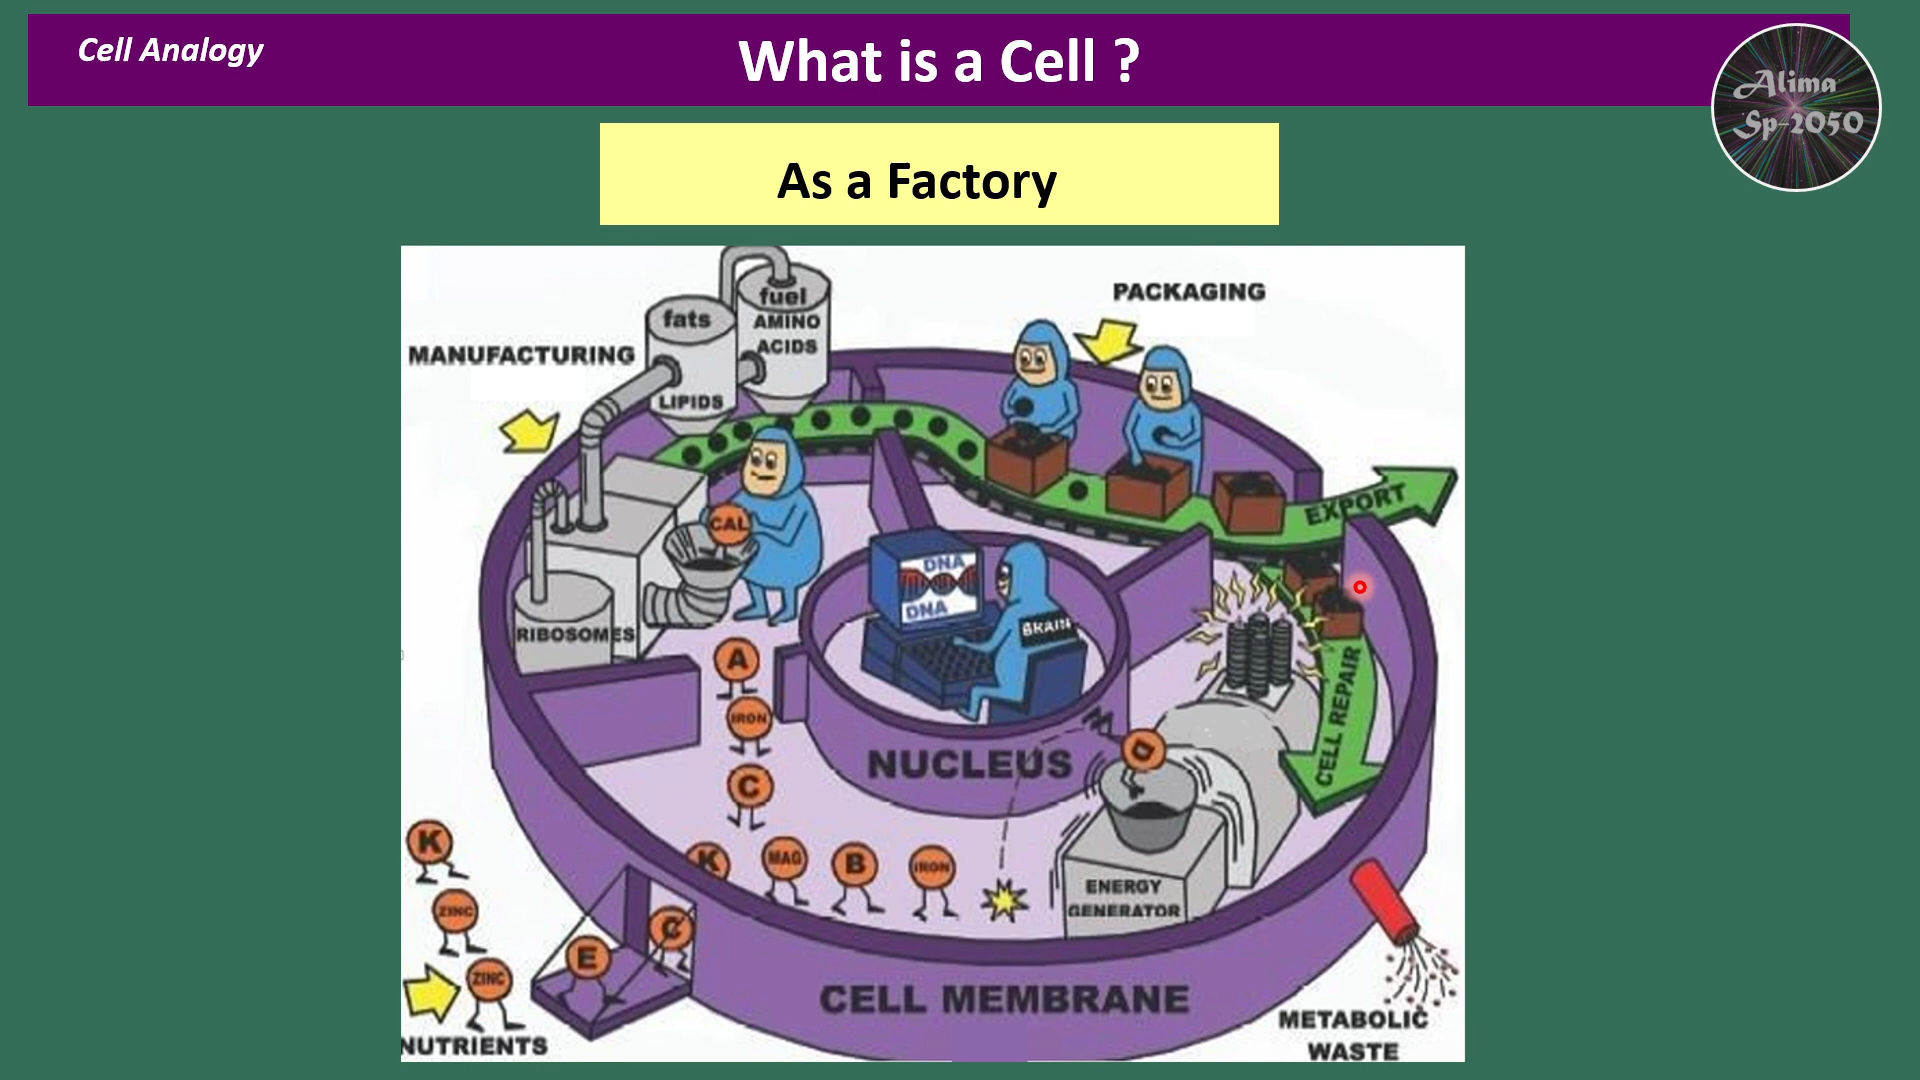 Cell Analogy
What is a Cell ?
Alima
Sp-2050
As a Factory
PACKAGING
MANUFACTURING
fats
LIPIDS
fuel
AMINO
ACIDS
EXPORT
CAL
DNA
DNA
BRAIN
RIBOSOMES
A
IRON
C
NUCLEUS
D
CELL REPAIR
K
MAG
B
IRON
ENERGY
GENERATOR
K
ZINC
ZINC
E
C
CELL MEMBRANE
NUTRIENTS
METABOLIC
WASTE